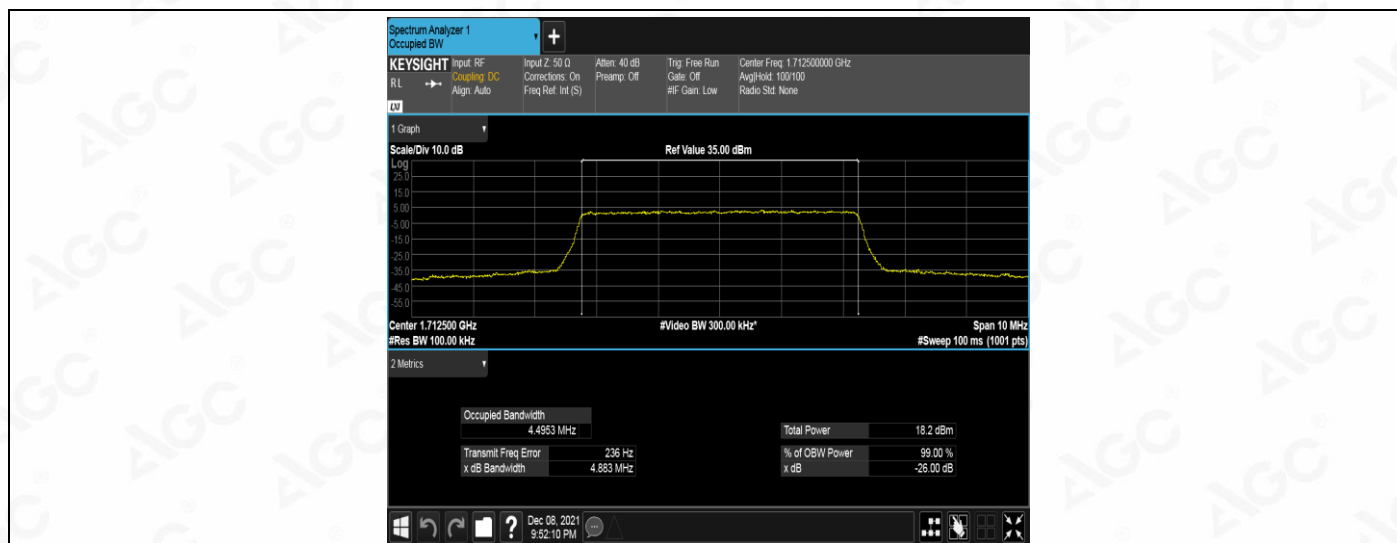 Spectrum Analyzer 1
Occupied BW
+
KEYSIGHT Input: RF Input Z: 50 Ω Atten: 40 dB Trig: Free Run Center Freq: 1.712500000 GHz
RL Coupling: DC Corrections: On Preamp: Off Gate: Off Avg|Hold: 100/100
Align: Auto Freq Ref: Int (S) #IF Gain: Low Radio Std: None
LXI
1 Graph
Scale/Div 10.0 dB Ref Value 35.00 dBm
Log
25.0
15.0
5.00
-5.00
-15.0
-25.0
-35.0
-45.0
-55.0
Center 1.712500 GHz #Video BW 300.00 kHz* Span 10 MHz
#Res BW 100.00 kHz #Sweep 100 ms (1001 pts)
2 Metrics
Occupied Bandwidth
4.4953 MHz Total Power 18.2 dBm
Transmit Freq Error 236 Hz % of OBW Power 99.00 %
x dB Bandwidth 4.883 MHz x dB -26.00 dB
? Dec 08, 2021
9:52:10 PM